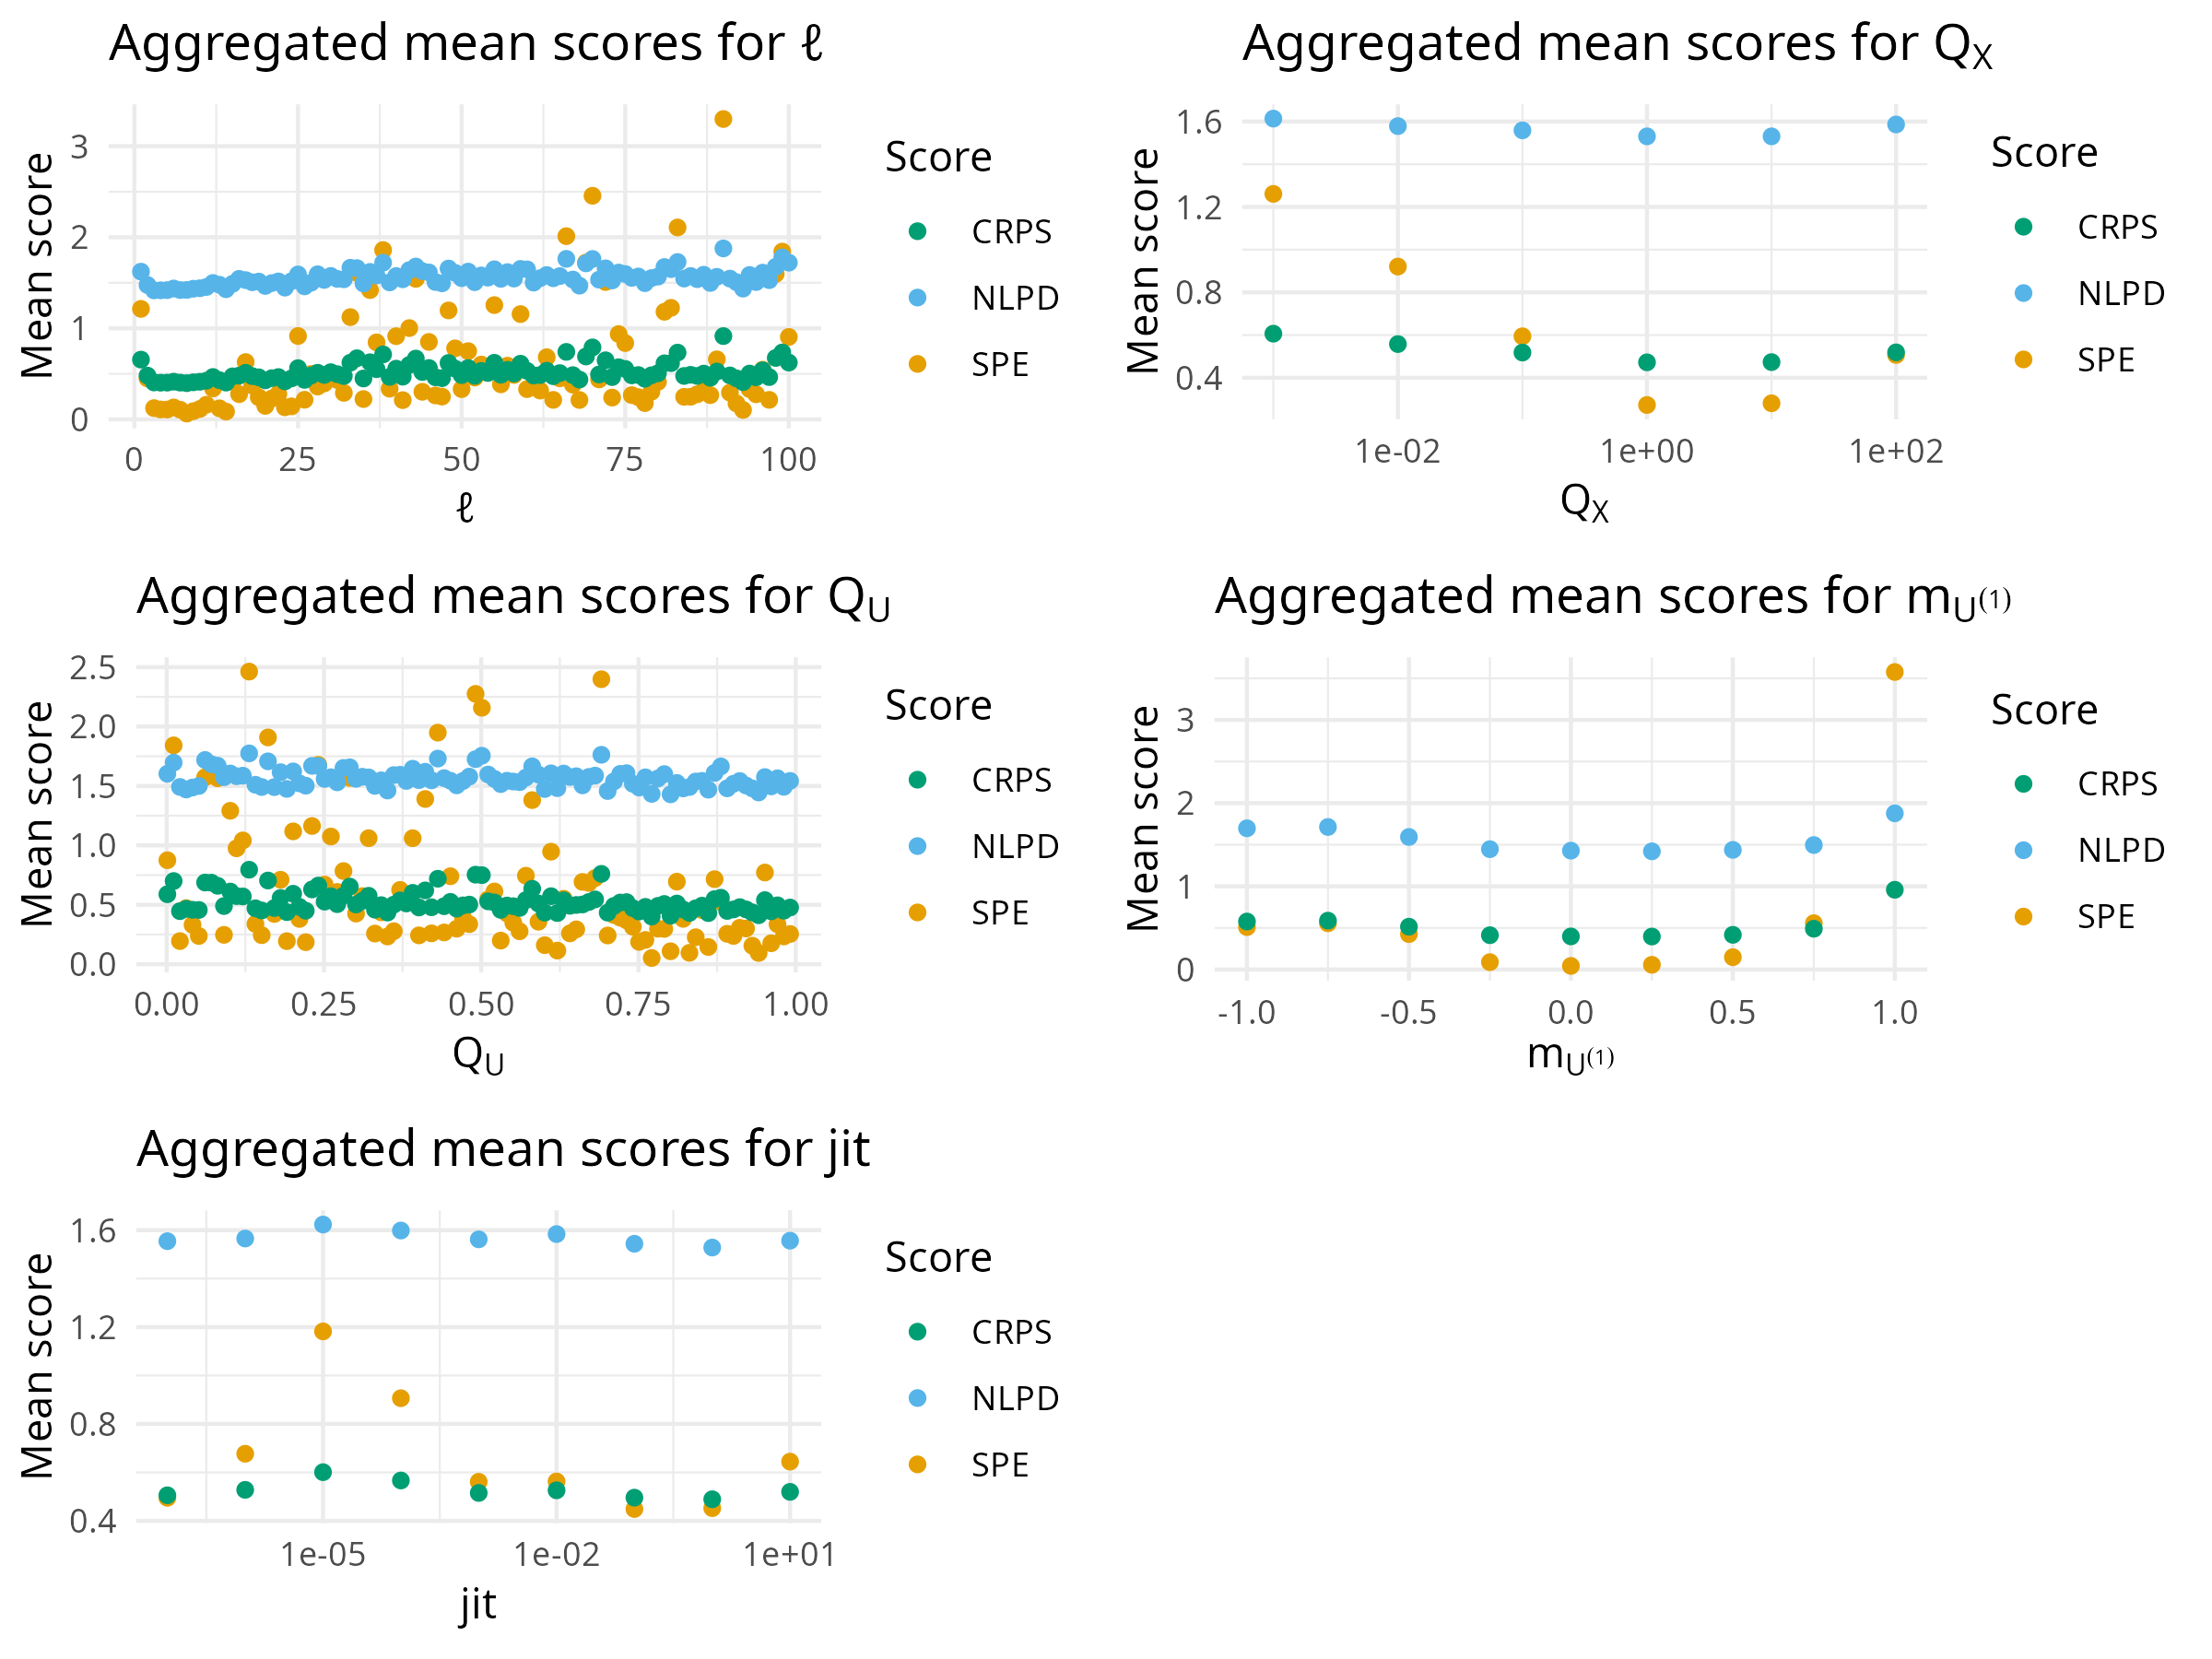 Aggregated mean scores for ℓ
Mean score
3
2
1
0
0 25 50 75 100
ℓ
Score
CRPS
NLPD
SPE
Aggregated mean scores for Q_X
Mean score
1.6
1.2
0.8
0.4
1e-02 1e+00 1e+02
Q_X
Score
CRPS
NLPD
SPE
Aggregated mean scores for Q_U
Mean score
2.5
2.0
1.5
1.0
0.5
0.0
0.00 0.25 0.50 0.75 1.00
Q_U
Score
CRPS
NLPD
SPE
Aggregated mean scores for m_U⁽¹⁾
Mean score
3
2
1
0
-1.0 -0.5 0.0 0.5 1.0
m_U⁽¹⁾
Score
CRPS
NLPD
SPE
Aggregated mean scores for jit
Mean score
1.6
1.2
0.8
0.4
1e-05 1e-02 1e+01
jit
Score
CRPS
NLPD
SPE